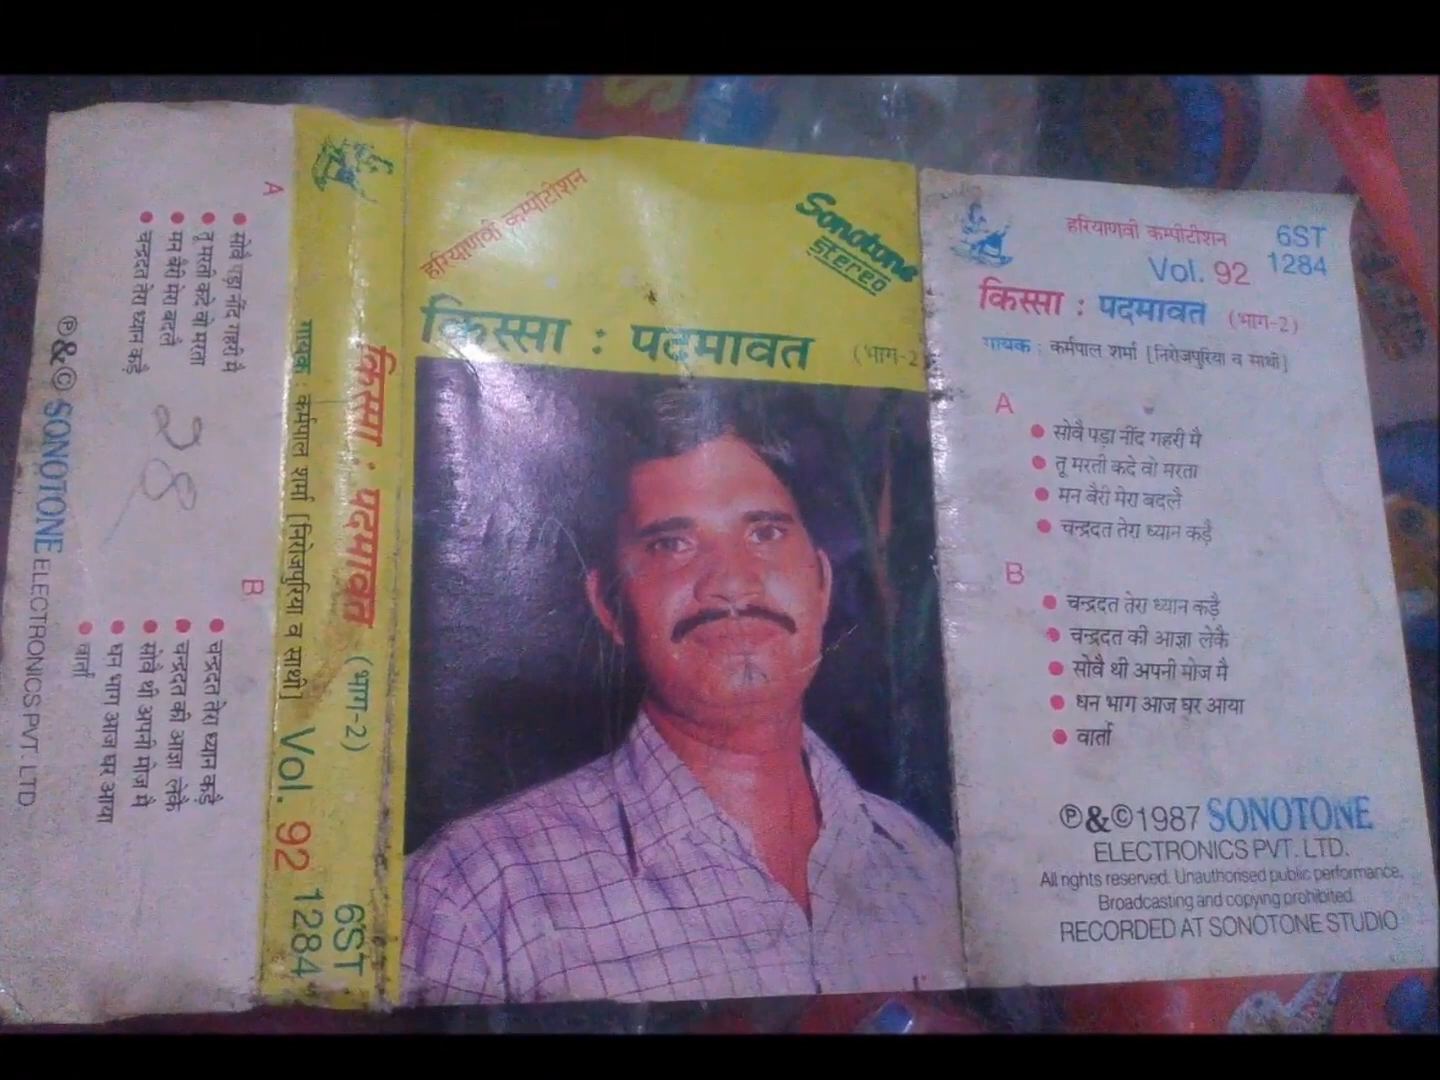 A
● सोवै पड़ा नींद गहरी मै
● तू मरती कदे वो मरता
● मन बैरी मेरा बदलै
● चन्द्रदत तेरा ध्यान कड़ै
28
B
● चन्द्रदत तेरा ध्यान कड़ै
● चन्द्रदत की आज्ञा लेकै
● सोवै थी अपनी मोज मै
● धन भाग आज घर आया
● वार्ता
℗&© SONOTONE ELECTRONICS PVT. LTD
किस्सा : पदमावत (भाग-2)
गायक : कर्मपाल शर्मा [निरोजपुरिया व साथी]
Vol. 92
6ST
1284
हरियाणवी कम्पीटीशन
Sonotone
stereo
किस्सा : पदमावत (भाग-2
हरियाणवी कम्पीटीशन
6ST
1284
Vol. 92
किस्सा : पदमावत (भाग-2)
गायक : कर्मपाल शर्मा [निरोजपुरिया व साथी]
A
● सोवै पड़ा नींद गहरी मै
● तू मरती कदे वो मरता
● मन बैरी मेरा बदलै
● चन्द्रदत तेरा ध्यान कड़ै
B
● चन्द्रदत तेरा ध्यान कड़ै
● चन्द्रदत की आज्ञा लेकै
● सोवै थी अपनी मोज मै
● धन भाग आज घर आया
● वार्ता
℗&©1987 SONOTONE
ELECTRONICS PVT. LTD.
All rights reserved. Unauthorised public performance,
Broadcasting and copying prohibited.
RECORDED AT SONOTONE STUDIO